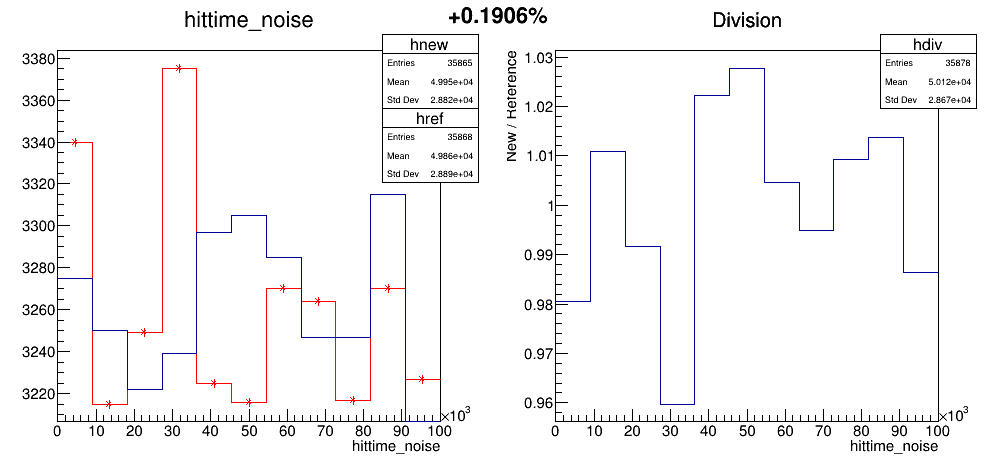 hittime_noise
+0.1906%
Division
hnew
Entries 35865
Mean 4.995e+04
Std Dev 2.882e+04
href
Entries 35868
Mean 4.986e+04
Std Dev 2.889e+04
3380
3360
3340
3320
3300
3280
3260
3240
3220
0 10 20 30 40 50 60 70 80 90 100
×10³
hittime_noise
hdiv
Entries 35878
Mean 5.012e+04
Std Dev 2.867e+04
New / Reference
1.03
1.02
1.01
1
0.99
0.98
0.97
0.96
0 10 20 30 40 50 60 70 80 90 100
×10³
hittime_noise